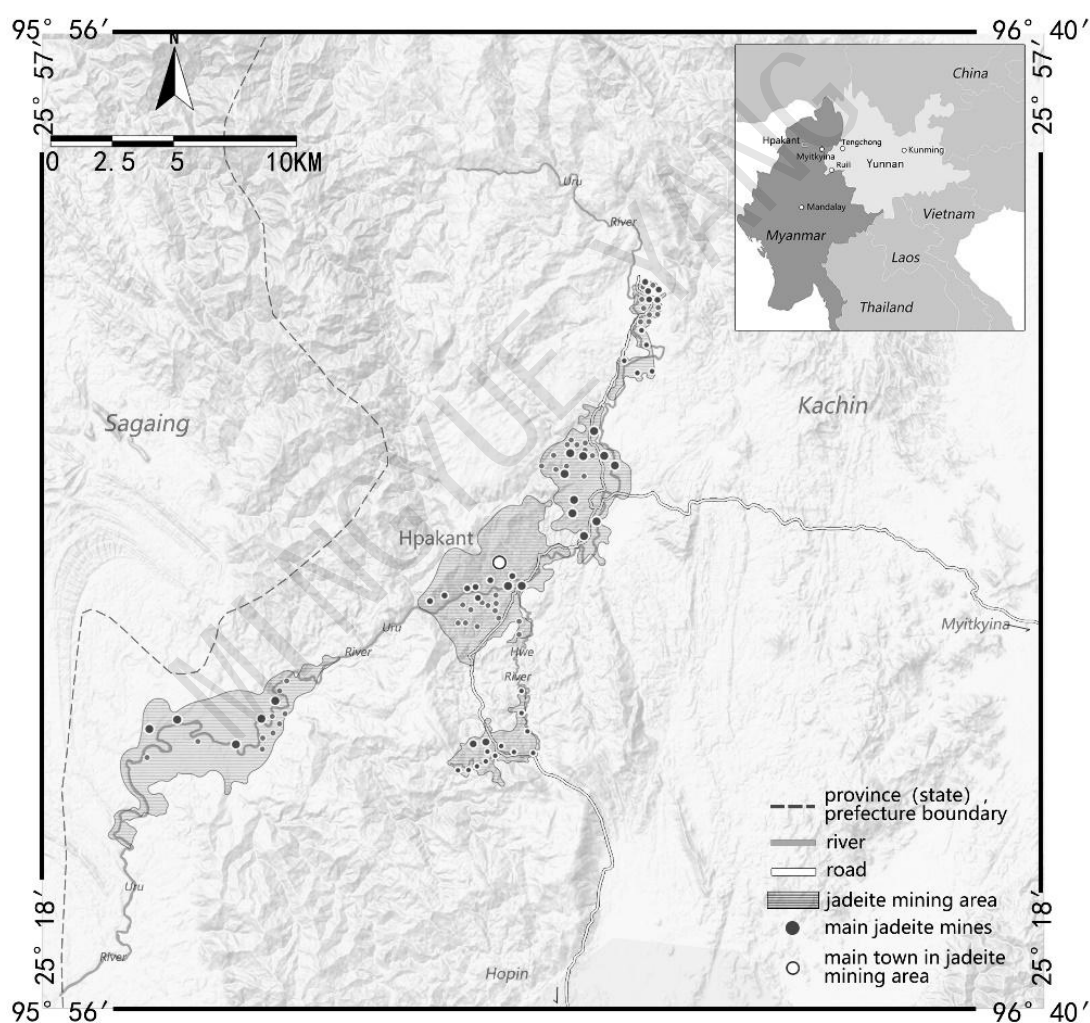 95° 56′
96° 40′
25° 57′
25° 57′
N
0 2.5 5 10KM
China
Hpakant
Tengchong
Myitkyina
Kunming
Ruili
Yunnan
Mandalay
Vietnam
Myanmar
Laos
Thailand
Uru
River
Sagaing
Kachin
Hpakant
Uru
River
Hwe
River
Myitkyina
MINGYUE YANG
province (state),
prefecture boundary
river
road
jadeite mining area
main jadeite mines
main town in jadeite
mining area
Uru
River
Hopin
25° 18′
25° 18′
95° 56′
96° 40′